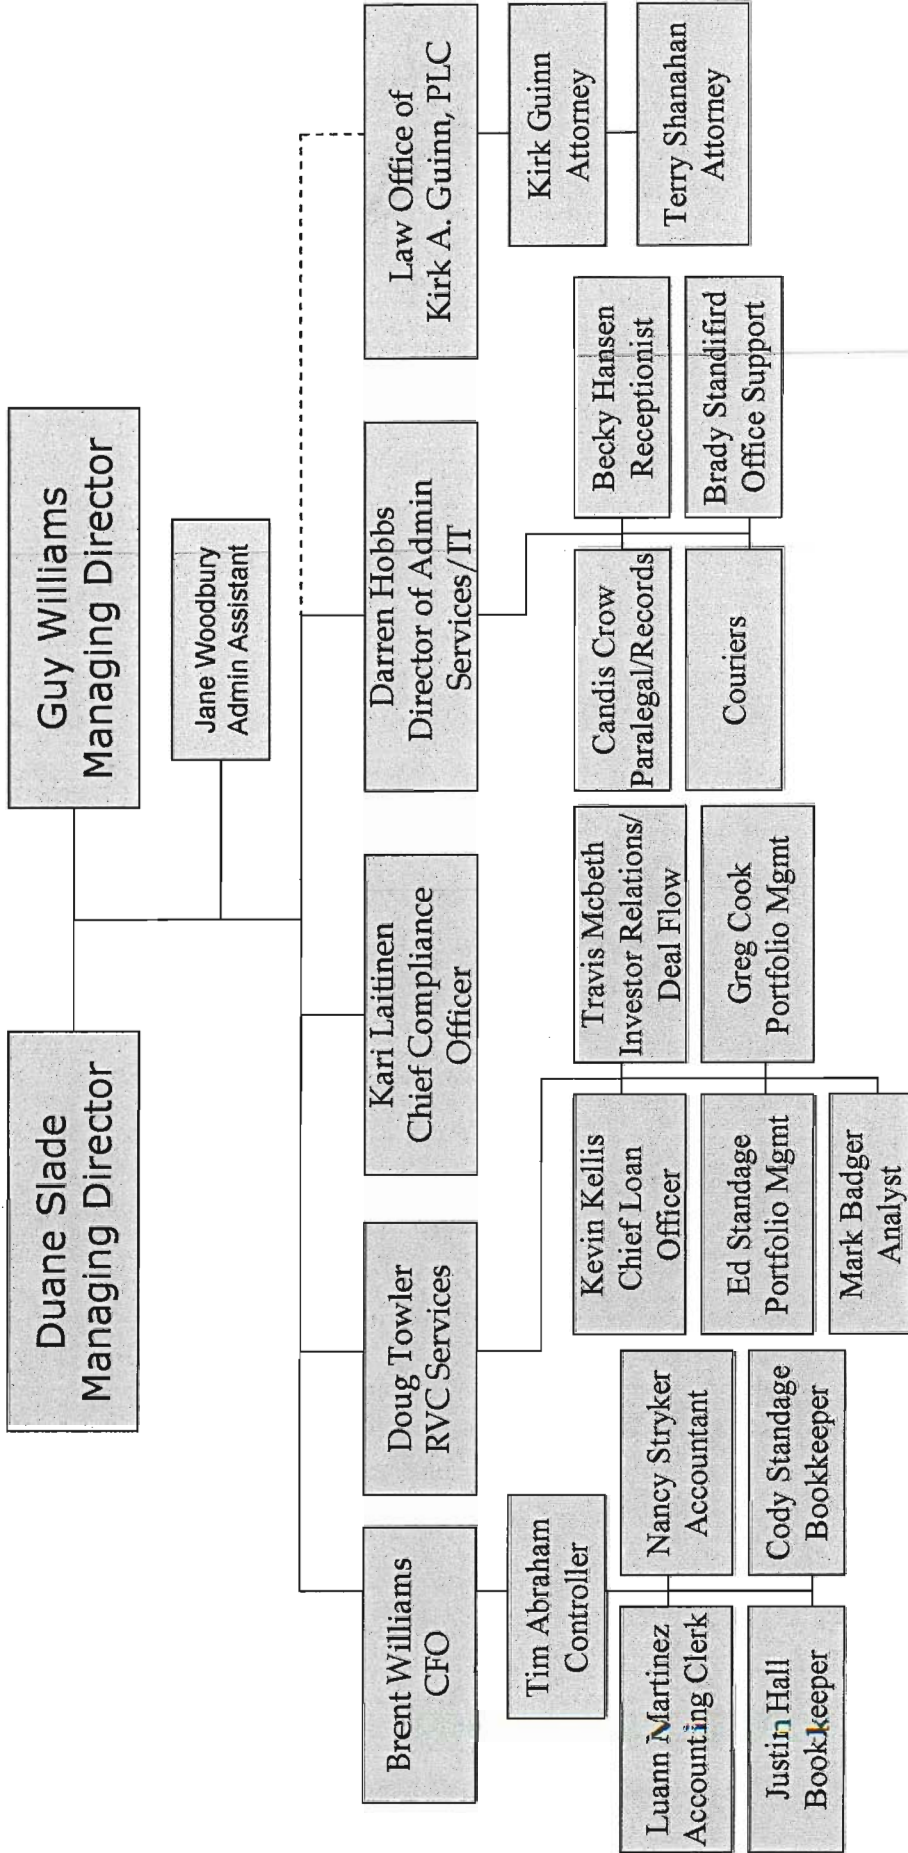 Duane Slade
Managing Director
Guy Williams
Managing Director
Jane Woodbury
Admin Assistant
Brent Williams
CFO
Doug Towler
RVC Services
Kari Laitinen
Chief Compliance
Officer
Darren Hobbs
Director of Admin
Services/IT
Law Office of
Kirk A. Guinn, PLC
Tim Abraham
Controller
Luann Martinez
Accounting Clerk
Nancy Stryker
Accountant
Justin Hall
Bookkeeper
Cody Standage
Bookkeeper
Kevin Kellis
Chief Loan
Officer
Travis Mcbeth
Investor Relations/
Deal Flow
Ed Standage
Portfolio Mgmt
Greg Cook
Portfolio Mgmt
Mark Badger
Analyst
Candis Crow
Paralegal/Records
Becky Hansen
Receptionist
Couriers
Brady Standifird
Office Support
Kirk Guinn
Attorney
Terry Shanahan
Attorney